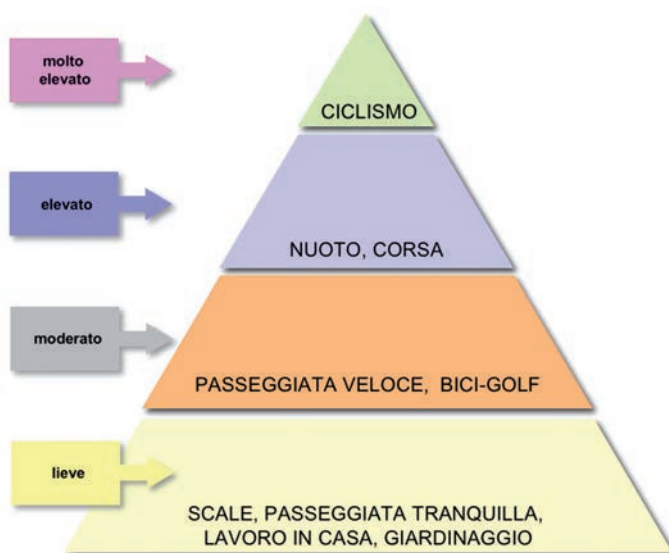 molto
elevato
CICLISMO
elevato
NUOTO, CORSA
moderato
PASSEGGIATA VELOCE, BICI-GOLF
lieve
SCALE, PASSEGGIATA TRANQUILLA,
LAVORO IN CASA, GIARDINAGGIO